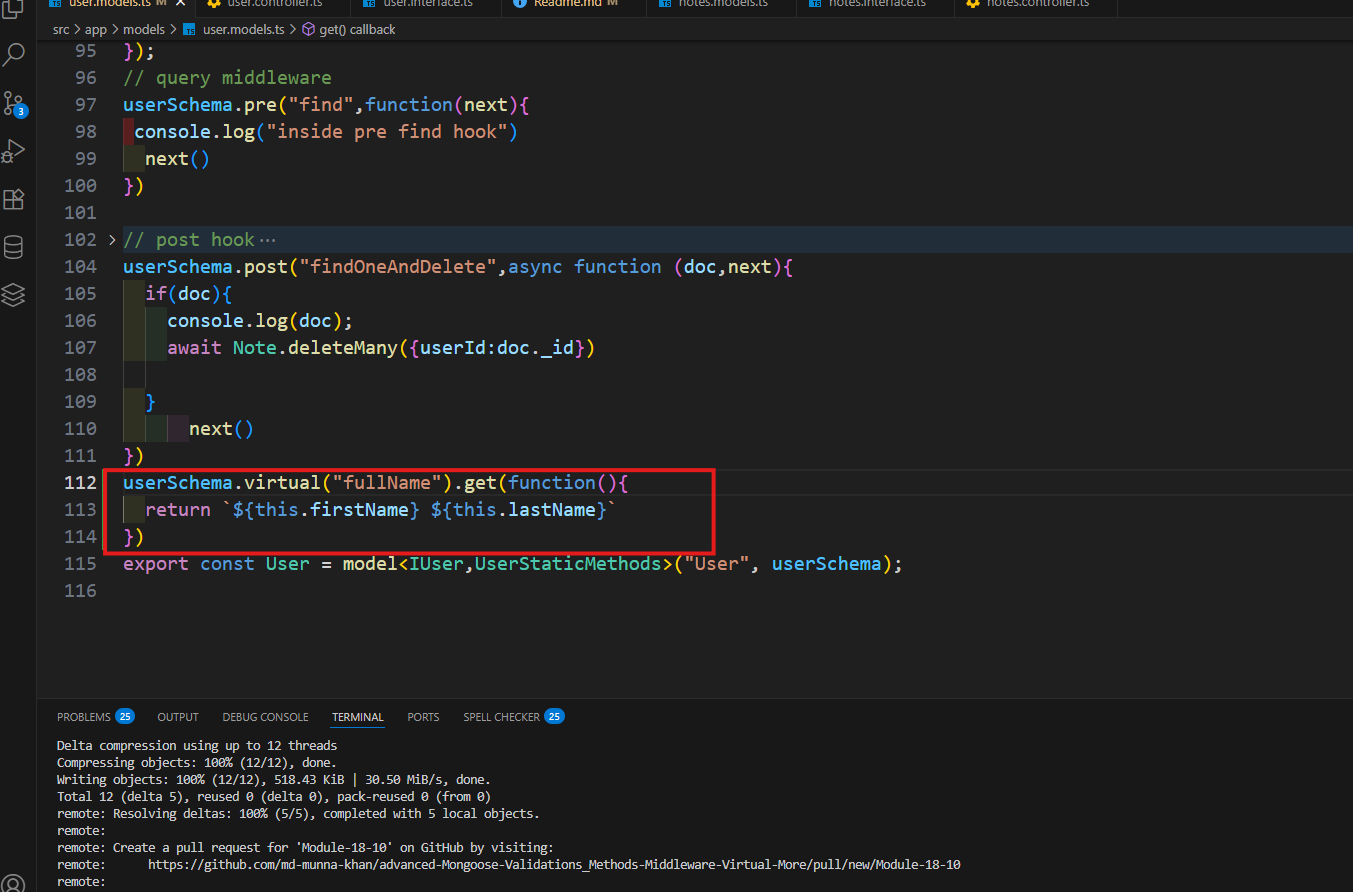 user.models.ts M
user.controller.ts
user.interface.ts
Readme.md M
notes.models.ts
notes.interface.ts
notes.controller.ts
src > app > models > user.models.ts > get() callback
95 });
96 // query middleware
97 userSchema.pre("find",function(next){
98 console.log("inside pre find hook")
99 next()
100 })
101
102 // post hook ···
104 userSchema.post("findOneAndDelete",async function (doc,next){
105 if(doc){
106 console.log(doc);
107 await Note.deleteMany({userId:doc._id})
108
109 }
110 next()
111 })
112 userSchema.virtual("fullName").get(function(){
113 return `${this.firstName} ${this.lastName}`
114 })
115 export const User = model<IUser,UserStaticMethods>("User", userSchema);
116
3
PROBLEMS 25 OUTPUT DEBUG CONSOLE TERMINAL PORTS SPELL CHECKER 25
Delta compression using up to 12 threads
Compressing objects: 100% (12/12), done.
Writing objects: 100% (12/12), 518.43 KiB | 30.50 MiB/s, done.
Total 12 (delta 5), reused 0 (delta 0), pack-reused 0 (from 0)
remote: Resolving deltas: 100% (5/5), completed with 5 local objects.
remote:
remote: Create a pull request for 'Module-18-10' on GitHub by visiting:
remote: https://github.com/md-munna-khan/advanced-Mongoose-Validations_Methods-Middleware-Virtual-More/pull/new/Module-18-10
remote: